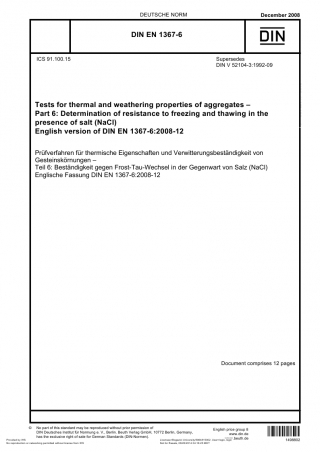 DEUTSCHE NORM
December 2008
DIN EN 1367-6
DIN
ICS 91.100.15
Supersedes
DIN V 52104-3:1992-09
Tests for thermal and weathering properties of aggregates –
Part 6: Determination of resistance to freezing and thawing in the
presence of salt (NaCl)
English version of DIN EN 1367-6:2008-12
Prüfverfahren für thermische Eigenschaften und Verwitterungsbeständigkeit von
Gesteinskörnungen –
Teil 6: Beständigkeit gegen Frost-Tau-Wechsel in der Gegenwart von Salz (NaCl)
Englische Fassung DIN EN 1367-6:2008-12
Document comprises 12 pages
© No part of this standard may be reproduced without prior permission of
DIN Deutsches Institut für Normung e. V., Berlin. Beuth Verlag GmbH, 10772 Berlin, Germany,
has the exclusive right of sale for German Standards (DIN-Normen).
English price group 8
www.din.de
beuth.de